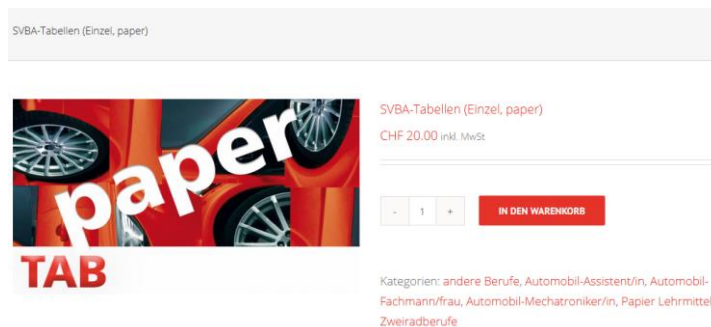 SVBA-Tabellen (Einzel, paper)
paper
TAB
SVBA-Tabellen (Einzel, paper)
CHF 20.00 inkl. MwSt
- 1 +
IN DEN WARENKORB
Kategorien: andere Berufe, Automobil-Assistent/in, Automobil-
Fachmann/frau, Automobil-Mechatroniker/in, Papier Lehrmittel
Zweiradberufe